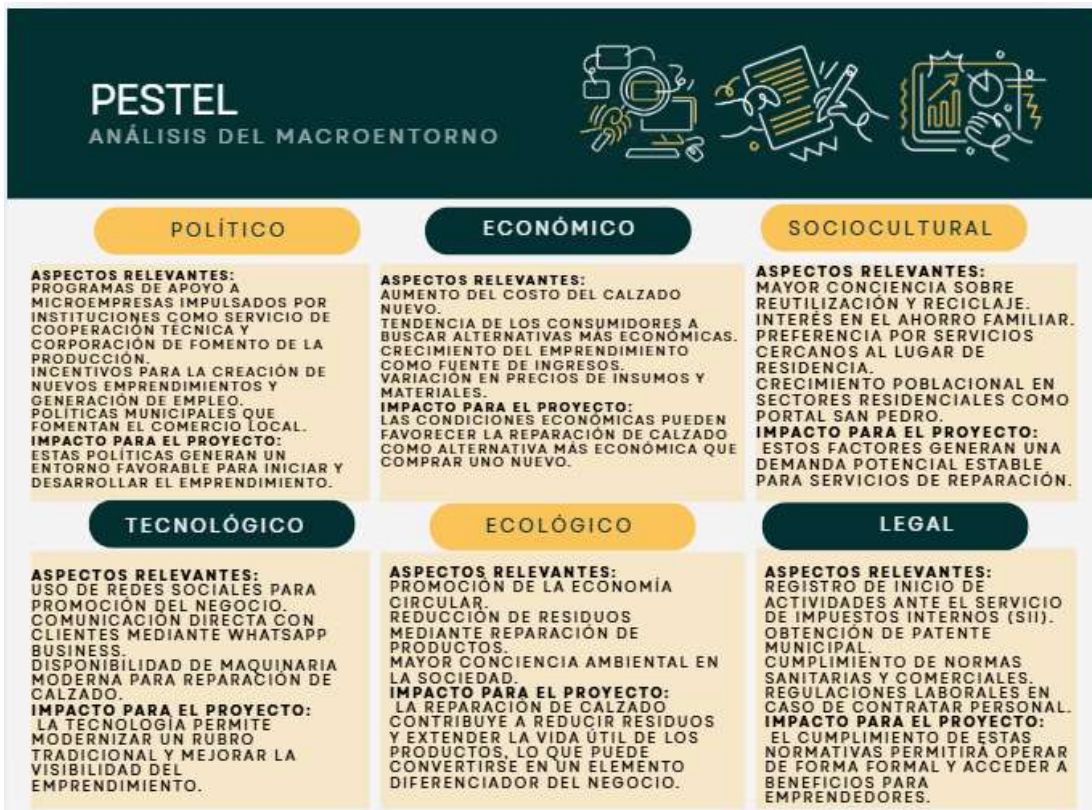 PESTEL
ANÁLISIS DEL MACROENTORNO
POLÍTICO
ASPECTOS RELEVANTES:
PROGRAMAS DE APOYO A
MICROEMPRESAS IMPULSADOS POR
INSTITUCIONES COMO SERVICIO DE
COOPERACIÓN TÉCNICA Y
CORPORACIÓN DE FOMENTO DE LA
PRODUCCIÓN.
INCENTIVOS PARA LA CREACIÓN DE
NUEVOS EMPRENDIMIENTOS Y
GENERACIÓN DE EMPLEO.
POLÍTICAS MUNICIPALES QUE
FOMENTAN EL COMERCIO LOCAL.
IMPACTO PARA EL PROYECTO:
ESTAS POLÍTICAS GENERAN UN
ENTORNO FAVORABLE PARA INICIAR Y
DESARROLLAR EL EMPRENDIMIENTO.
ECONÓMICO
ASPECTOS RELEVANTES:
AUMENTO DEL COSTO DEL CALZADO
NUEVO.
TENDENCIA DE LOS CONSUMIDORES A
BUSCAR ALTERNATIVAS MÁS ECONÓMICAS.
CRECIMIENTO DEL EMPRENDIMIENTO
COMO FUENTE DE INGRESOS.
VARIACIÓN EN PRECIOS DE INSUMOS Y
MATERIALES.
IMPACTO PARA EL PROYECTO:
LAS CONDICIONES ECONÓMICAS PUEDEN
FAVORECER LA REPARACIÓN DE CALZADO
COMO ALTERNATIVA MÁS ECONÓMICA QUE
COMPRAR UNO NUEVO.
SOCIOCULTURAL
ASPECTOS RELEVANTES:
MAYOR CONCIENCIA SOBRE
REUTILIZACIÓN Y RECICLAJE.
INTERÉS EN EL AHORRO FAMILIAR.
PREFERENCIA POR SERVICIOS
CERCANOS AL LUGAR DE
RESIDENCIA.
CRECIMIENTO POBLACIONAL EN
SECTORES RESIDENCIALES COMO
PORTAL SAN PEDRO.
IMPACTO PARA EL PROYECTO:
ESTOS FACTORES GENERAN UNA
DEMANDA POTENCIAL ESTABLE
PARA SERVICIOS DE REPARACIÓN.
TECNOLÓGICO
ASPECTOS RELEVANTES:
USO DE REDES SOCIALES PARA
PROMOCIÓN DEL NEGOCIO.
COMUNICACIÓN DIRECTA CON
CLIENTES MEDIANTE WHATSAPP
BUSINESS.
DISPONIBILIDAD DE MAQUINARIA
MODERNA PARA REPARACIÓN DE
CALZADO.
IMPACTO PARA EL PROYECTO:
LA TECNOLOGÍA PERMITE
MODERNIZAR UN RUBRO
TRADICIONAL Y MEJORAR LA
VISIBILIDAD DEL
EMPRENDIMIENTO.
ECOLÓGICO
ASPECTOS RELEVANTES:
PROMOCIÓN DE LA ECONOMÍA
CIRCULAR.
REDUCCIÓN DE RESIDUOS
MEDIANTE REPARACIÓN DE
PRODUCTOS.
MAYOR CONCIENCIA AMBIENTAL EN
LA SOCIEDAD.
IMPACTO PARA EL PROYECTO:
LA REPARACIÓN DE CALZADO
CONTRIBUYE A REDUCIR RESIDUOS
Y EXTENDER LA VIDA ÚTIL DE LOS
PRODUCTOS, LO QUE PUEDE
CONVERTIRSE EN UN ELEMENTO
DIFERENCIADOR DEL NEGOCIO.
LEGAL
ASPECTOS RELEVANTES:
REGISTRO DE INICIO DE
ACTIVIDADES ANTE EL SERVICIO
DE IMPUESTOS INTERNOS (SII).
OBTENCIÓN DE PATENTE
MUNICIPAL.
CUMPLIMIENTO DE NORMAS
SANITARIAS Y COMERCIALES.
REGULACIONES LABORALES EN
CASO DE CONTRATAR PERSONAL.
IMPACTO PARA EL PROYECTO:
EL CUMPLIMIENTO DE ESTAS
NORMATIVAS PERMITIRÁ OPERAR
DE FORMA FORMAL Y ACCEDER A
BENEFICIOS PARA
EMPRENDEDORES.